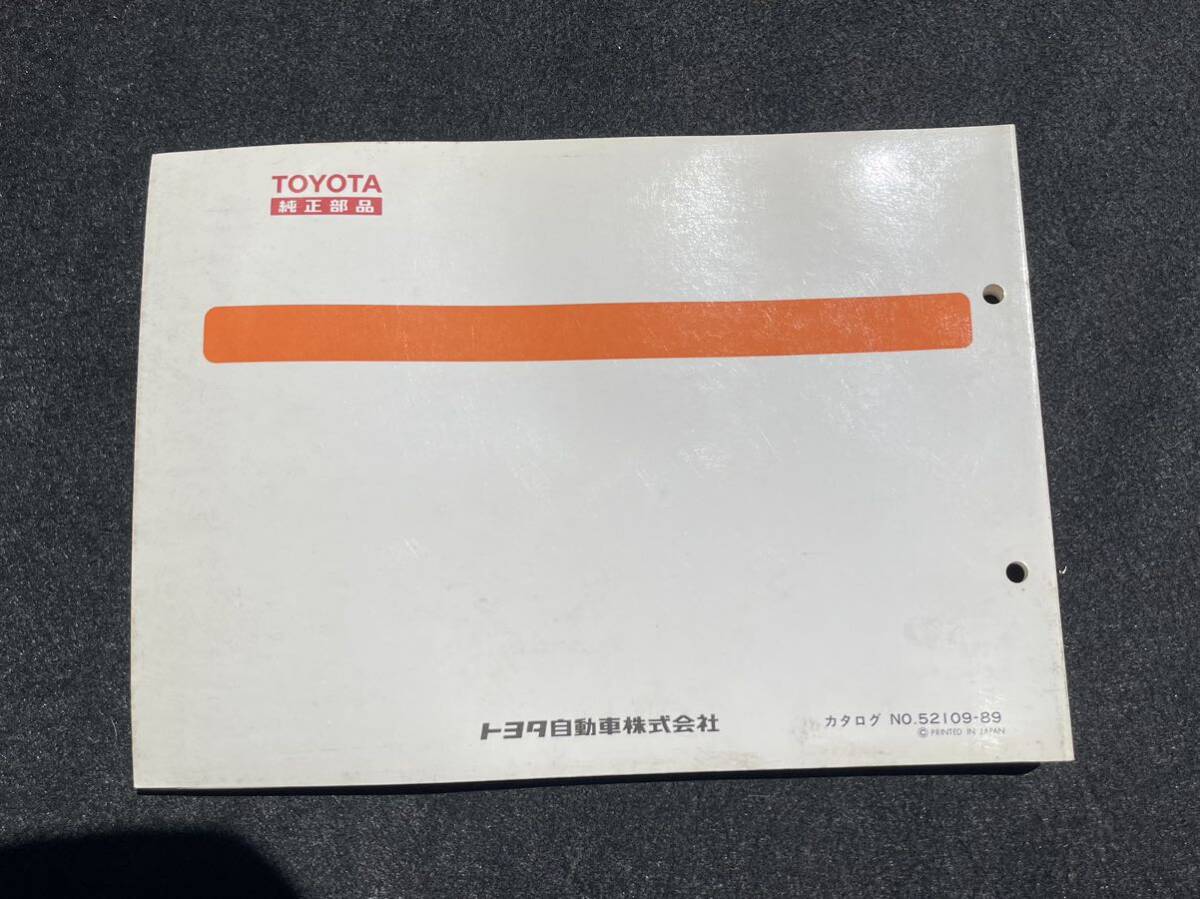 TOYOTA
純正部品
トヨタ自動車株式会社
カタログ NO.52109-89
© PRINTED IN JAPAN